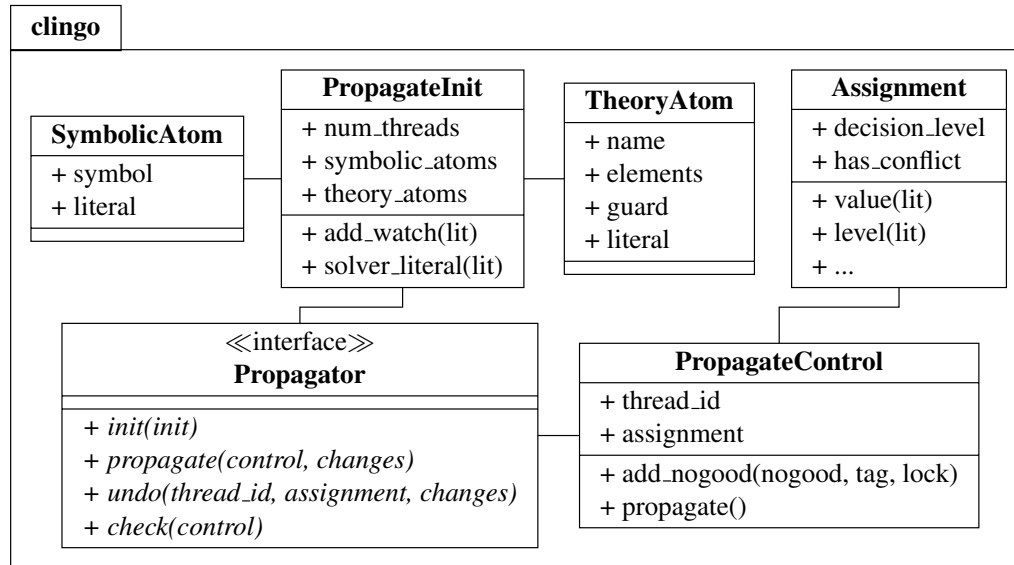 clingo
SymbolicAtom
+ symbol
+ literal
PropagateInit
+ num_threads
+ symbolic_atoms
+ theory_atoms
+ add_watch(lit)
+ solver_literal(lit)
TheoryAtom
+ name
+ elements
+ guard
+ literal
Assignment
+ decision_level
+ has_conflict
+ value(lit)
+ level(lit)
+ ...
≪interface≫
Propagator
+ init(init)
+ propagate(control, changes)
+ undo(thread_id, assignment, changes)
+ check(control)
PropagateControl
+ thread_id
+ assignment
+ add_nogood(nogood, tag, lock)
+ propagate()